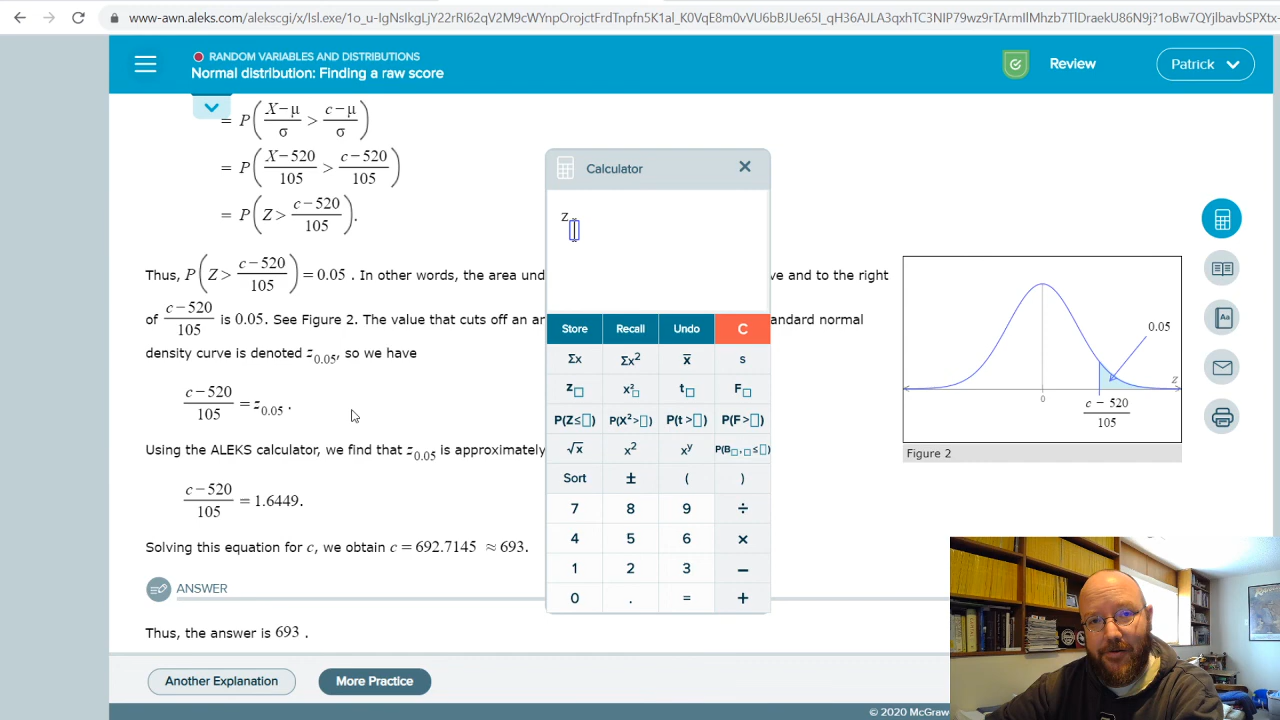 www-awn.aleks.com/alekscgi/x/Isl.exe/1o_u-IgNsIkgLjY22rRI62qV2M9cWYnpOrojctFrdTnpfn5K1al_K0VqE8m0vVU6bBJUe65I_qH36AJLA3qxhTC3NIP79wz9rTArmIlMhzb7TlDraekU86N9j?1oBw7QYjlbavbSPXtx-
RANDOM VARIABLES AND DISTRIBUTIONS
Normal distribution: Finding a raw score
Review
Patrick
= P(X−μ/σ > c−μ/σ)
= P(X−520/105 > c−520/105)
= P(Z> c−520/105).
Calculator
z
Thus, P(Z> c−520/105) = 0.05 . In other words, the area und
ve and to the right
of c−520/105 is 0.05. See Figure 2. The value that cuts off an ar
tandard normal
density curve is denoted z0.05, so we have
c−520/105 = z0.05 .
Using the ALEKS calculator, we find that z0.05 is approximately
c−520/105 = 1.6449.
Solving this equation for c, we obtain c = 692.7145 ≈ 693.
ANSWER
Thus, the answer is 693 .
Store Recall Undo C
Σx Σx² x̄ s
z□ x²□ t□ F□
P(Z≤□) P(X²>□) P(t >□) P(F >□)
√x x² xʸ P(B□,□≤□)
Sort ± ( )
7 8 9 ÷
4 5 6 ×
1 2 3 −
0 . = +
0.05
Z
0
c − 520
105
Figure 2
Aa
Another Explanation
More Practice
© 2020 McGraw